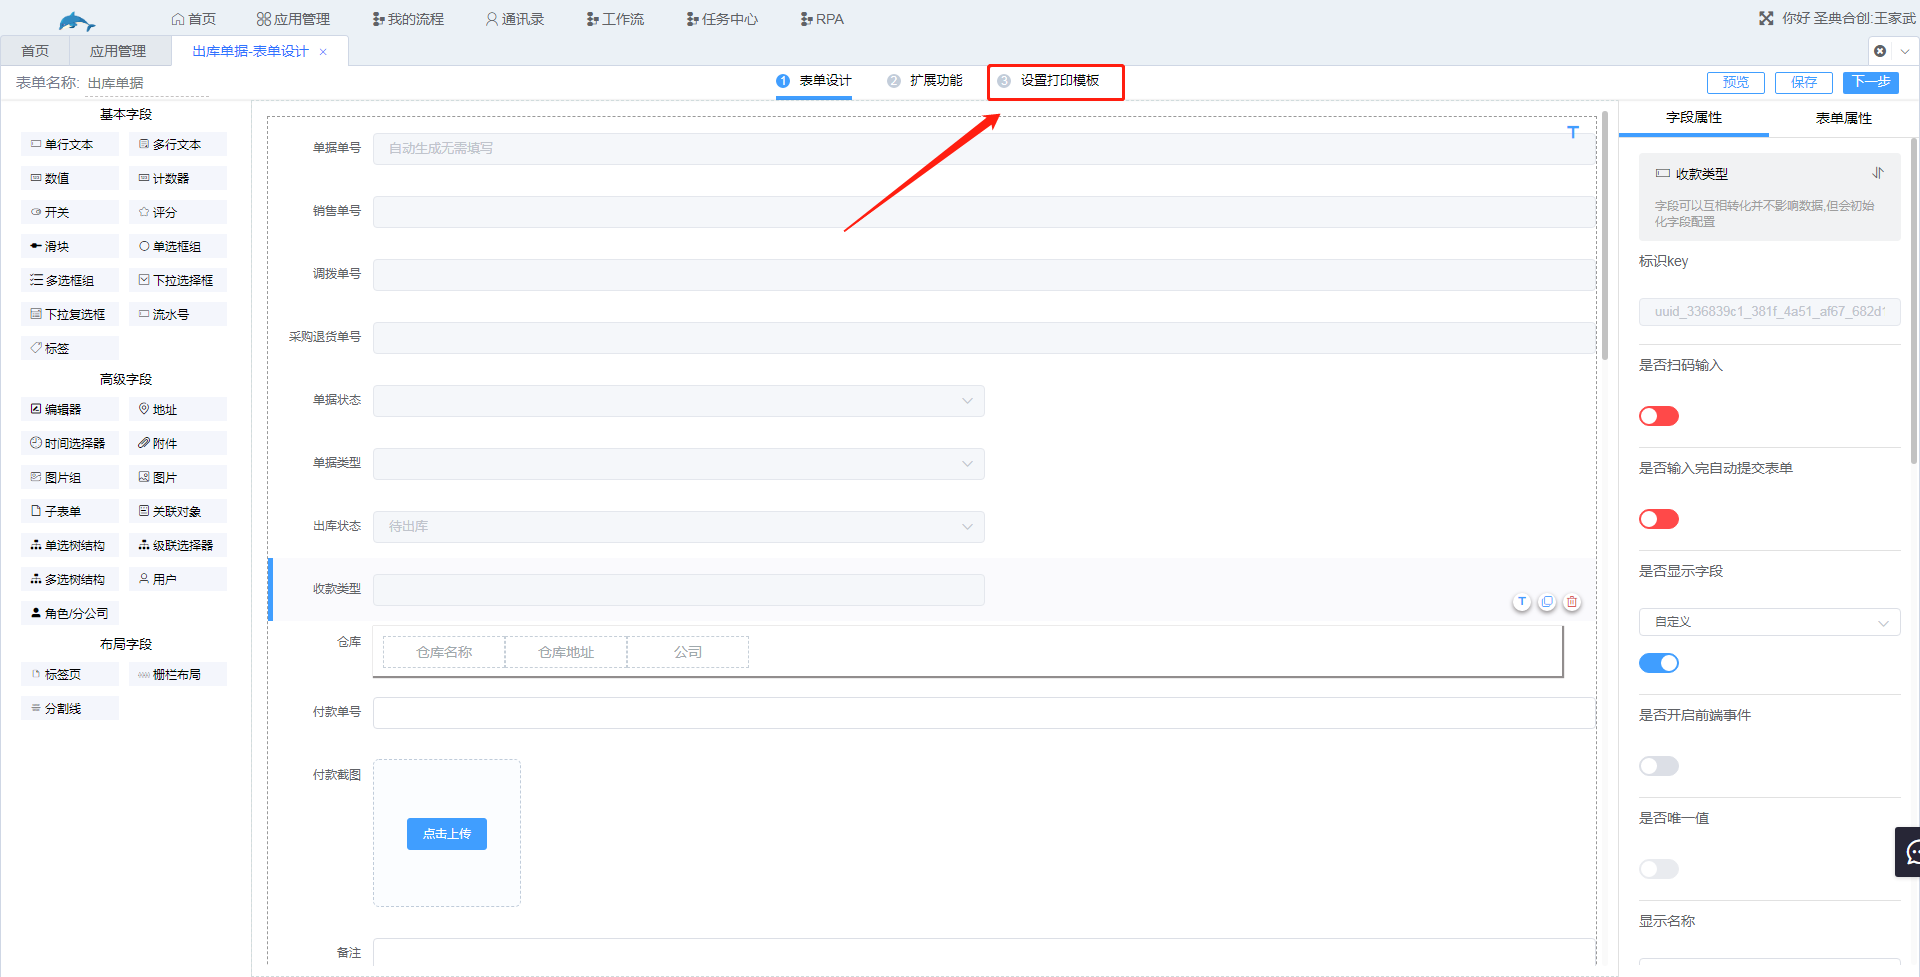 首页 应用管理 我的流程 通讯录 工作流 任务中心 RPA 你好 圣典合创:王家武
首页 应用管理 出库单据-表单设计 ×
表单名称: 出库单据 1 表单设计 2 扩展功能 3 设置打印模板 预览 保存 下一步
基本字段
单行文本 多行文本
数值 计数器
开关 评分
滑块 单选框组
多选框组 下拉选择框
下拉复选框 流水号
标签
高级字段
编辑器 地址
时间选择器 附件
图片组 图片
子表单 关联对象
单选树结构 级联选择器
多选树结构 用户
角色/分公司
布局字段
标签页 栅栏布局
分割线
单据单号 自动生成无需填写
销售单号
调拨单号
采购退货单号
单据状态
单据类型
出库状态 待出库
收款类型
仓库 仓库名称 仓库地址 公司
付款单号
付款截图
点击上传
备注
字段属性 表单属性
收款类型
字段可以互相转化并不影响数据,但会初始
化字段配置
标识key
uuid_336839c1_381f_4a51_af67_682d
是否扫码输入
是否输入完自动提交表单
是否显示字段
自定义
是否开启前端事件
是否唯一值
显示名称